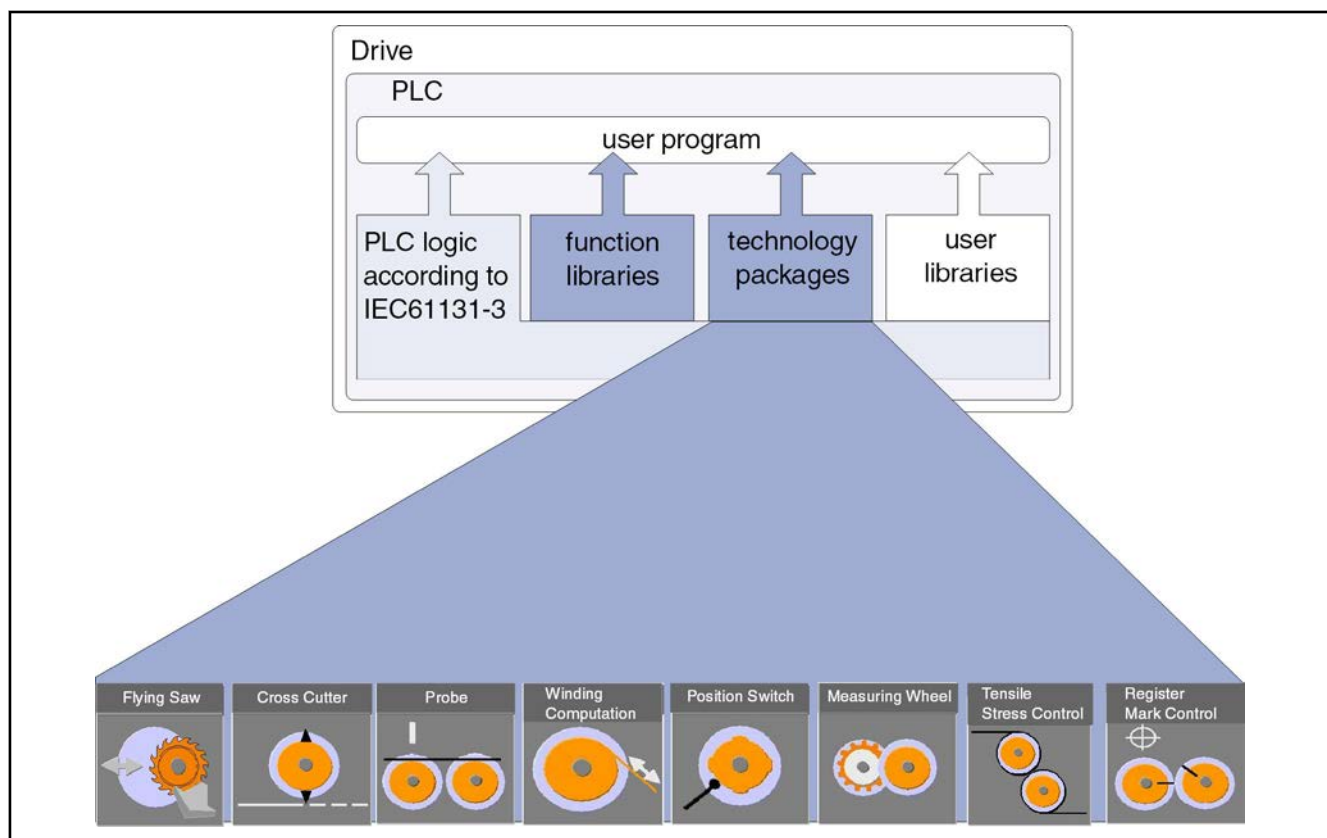 Drive
PLC
user program
PLC logic
according to
IEC61131-3
function
libraries
technology
packages
user
libraries
Flying Saw
Cross Cutter
Probe
Winding
Computation
Position Switch
Measuring Wheel
Tensile
Stress Control
Register
Mark Control